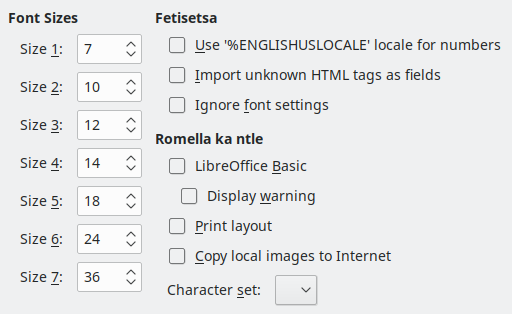 Font Sizes
Size 1: 7
Size 2: 10
Size 3: 12
Size 4: 14
Size 5: 18
Size 6: 24
Size 7: 36
Fetisetsa
Use '%ENGLISHUSLOCALE' locale for numbers
Import unknown HTML tags as fields
Ignore font settings
Romella ka ntle
LibreOffice Basic
Display warning
Print layout
Copy local images to Internet
Character set: